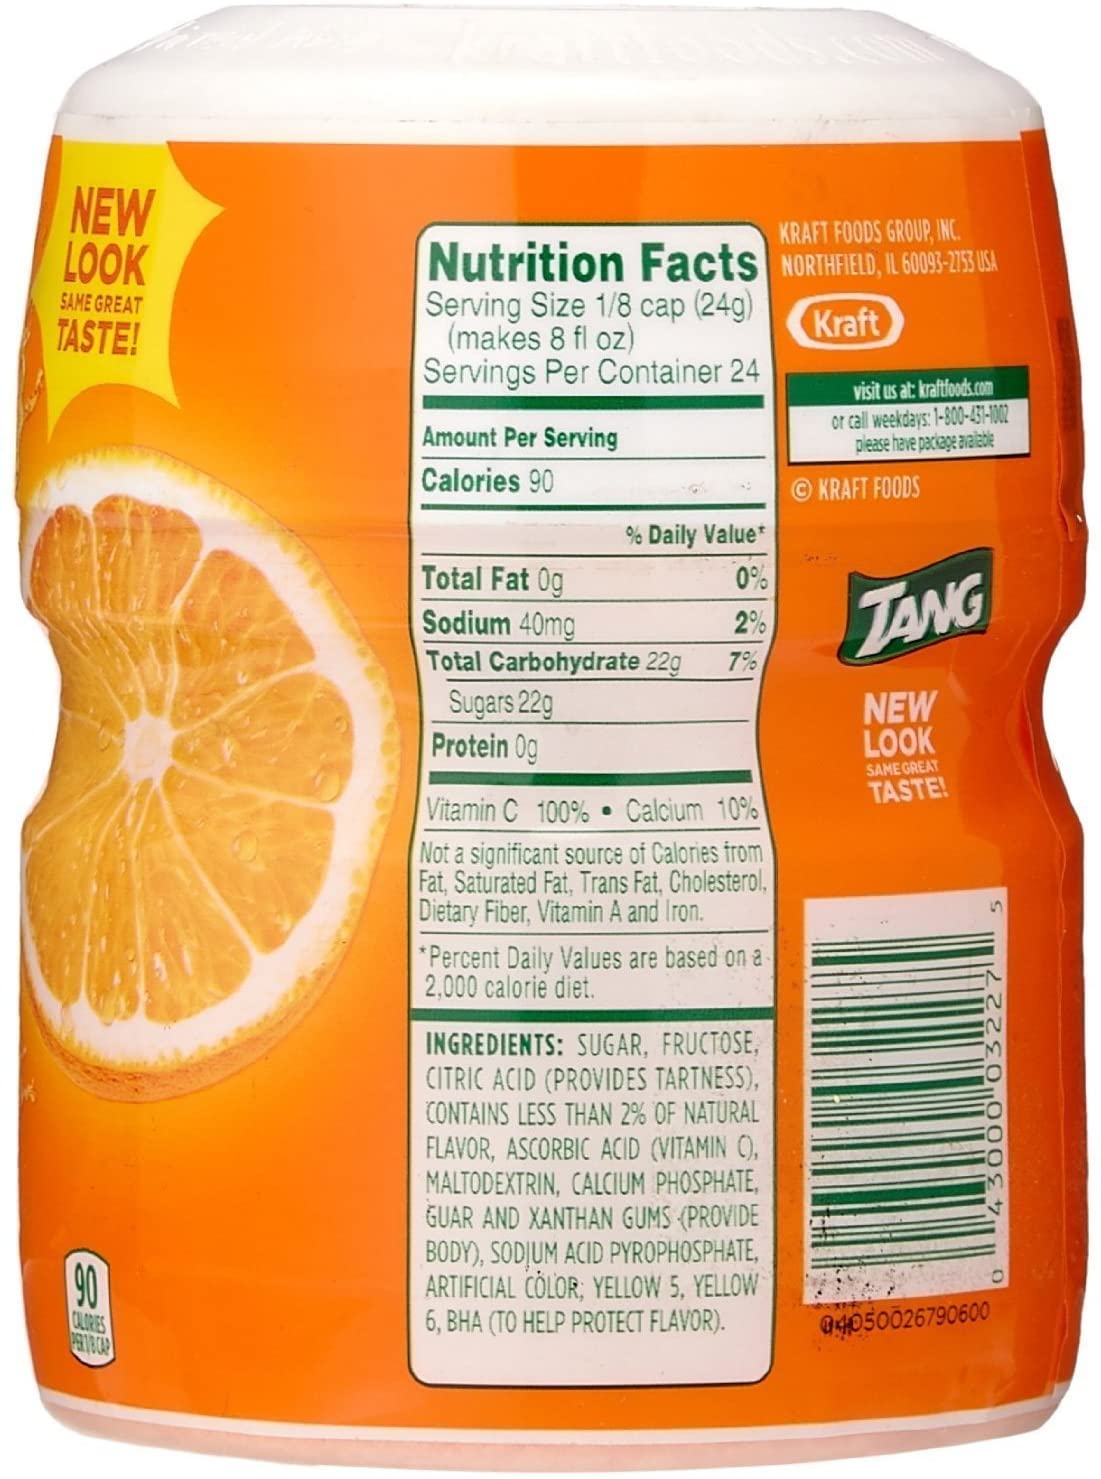 NEW
LOOK
SAME GREAT
TASTE!
90
CALORIES
PER 1/8 CAP
Nutrition Facts
Serving Size 1/8 cap (24g)
(makes 8 fl oz)
Servings Per Container 24
Amount Per Serving
Calories 90
% Daily Value*
Total Fat 0g 0%
Sodium 40mg 2%
Total Carbohydrate 22g 7%
Sugars 22g
Protein 0g
Vitamin C 100% • Calcium 10%
Not a significant source of Calories from
Fat, Saturated Fat, Trans Fat, Cholesterol,
Dietary Fiber, Vitamin A and Iron.
*Percent Daily Values are based on a
2,000 calorie diet.
INGREDIENTS: SUGAR, FRUCTOSE,
CITRIC ACID (PROVIDES TARTNESS),
CONTAINS LESS THAN 2% OF NATURAL
FLAVOR, ASCORBIC ACID (VITAMIN C),
MALTODEXTRIN, CALCIUM PHOSPHATE,
GUAR AND XANTHAN GUMS (PROVIDE
BODY), SODIUM ACID PYROPHOSPHATE,
ARTIFICIAL COLOR, YELLOW 5, YELLOW
6, BHA (TO HELP PROTECT FLAVOR).
KRAFT FOODS GROUP, INC.
NORTHFIELD, IL 60093-2753 USA
Kraft
visit us at: kraftfoods.com
or call weekdays: 1-800-431-1002
please have package available
© KRAFT FOODS
TANG
NEW
LOOK
SAME GREAT
TASTE!
0 43000 03227 5